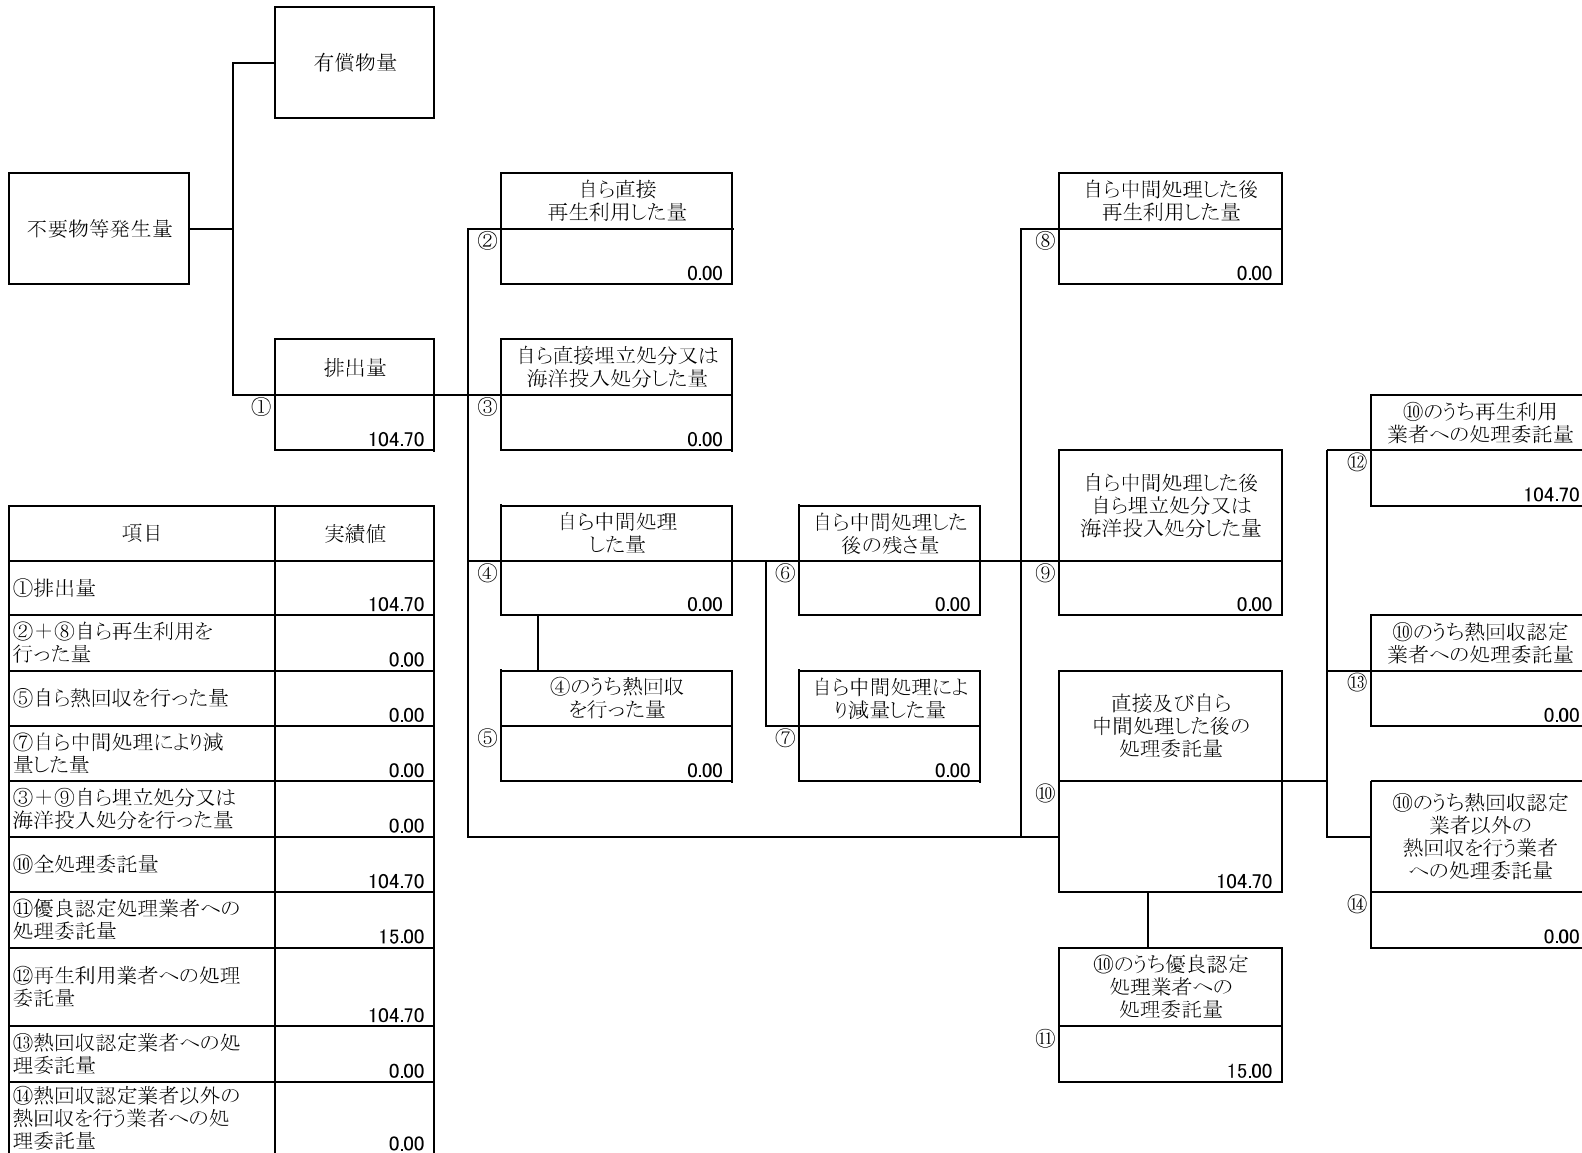 有償物量
不要物等発生量
自ら直接
再生利用した量
②
0.00
自ら中間処理した後
再生利用した量
⑧
0.00
排出量
①
104.70
自ら直接埋立処分又は
海洋投入処分した量
③
0.00
⑩のうち再生利用
業者への処理委託量
⑫
104.70
自ら中間処理
した量
④
0.00
自ら中間処理した
後の残さ量
⑥
0.00
自ら中間処理した後
自ら埋立処分又は
海洋投入処分した量
⑨
0.00
⑩のうち熱回収認定
業者への処理委託量
⑬
0.00
④のうち熱回収
を行った量
⑤
0.00
自ら中間処理によ
り減量した量
⑦
0.00
直接及び自ら
中間処理した後の
処理委託量
⑩
104.70
⑩のうち熱回収認定
業者以外の
熱回収を行う業者
への処理委託量
⑭
0.00
⑩のうち優良認定
処理業者への
処理委託量
⑪
15.00
項目 実績値
①排出量
104.70
②+⑧自ら再生利用を
行った量
0.00
⑤自ら熱回収を行った量
0.00
⑦自ら中間処理により減
量した量
0.00
③+⑨自ら埋立処分又は
海洋投入処分を行った量
0.00
⑩全処理委託量
104.70
⑪優良認定処理業者への
処理委託量
15.00
⑫再生利用業者への処理
委託量
104.70
⑬熱回収認定業者への処
理委託量
0.00
⑭熱回収認定業者以外の
熱回収を行う業者への処
理委託量
0.00